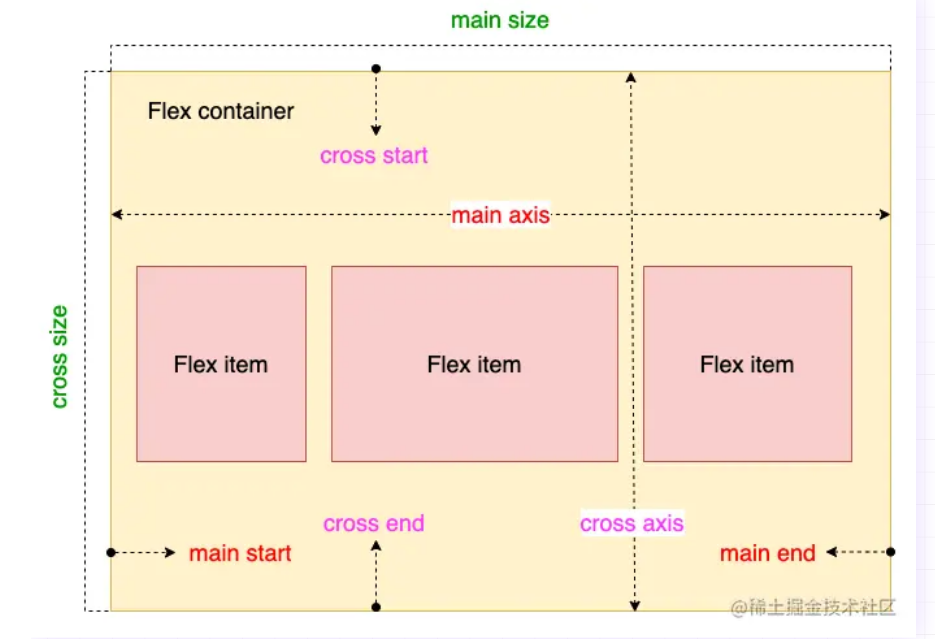 main size
Flex container
cross start
main axis
cross size
Flex item
Flex item
Flex item
cross end
cross axis
main start
main end
@稀土掘金技术社区